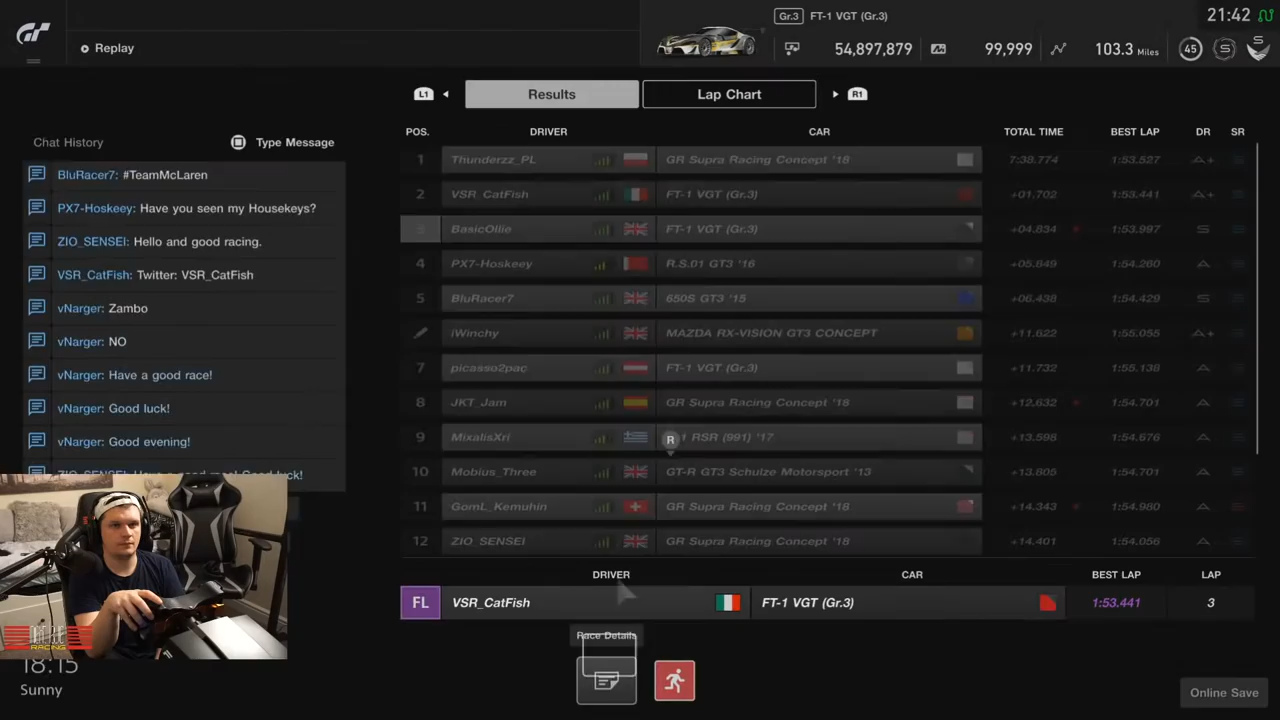 Gr.3 FT-1 VGT (Gr.3)
21:42
Replay
54,897,879
99,999
103.3 Miles
45
S
S
L1
Results
Lap Chart
R1
Chat History
Type Message
BluRacer7: #TeamMcLaren
PX7-Hoskeey: Have you seen my Housekeys?
ZIO_SENSEI: Hello and good racing.
VSR_CatFish: Twitter: VSR_CatFish
vNarger: Zambo
vNarger: NO
vNarger: Have a good race!
vNarger: Good luck!
vNarger: Good evening!
ZIO_SENSEI: Have a good race! Good luck!
POS. DRIVER CAR TOTAL TIME BEST LAP DR SR
1 Thunderzz_PL GR Supra Racing Concept '18 7:38.774 1:53.527 A+
2 VSR_CatFish FT-1 VGT (Gr.3) +01.702 1:53.441 A+
3 BasicOllie FT-1 VGT (Gr.3) +04.834 1:53.997 S
4 PX7-Hoskeey R.S.01 GT3 '16 +05.849 1:54.260 A
5 BluRacer7 650S GT3 '15 +06.438 1:54.429 S
iWinchy MAZDA RX-VISION GT3 CONCEPT +11.622 1:55.055 A+
7 picasso2pac FT-1 VGT (Gr.3) +11.732 1:55.138 A
8 JKT_Jam GR Supra Racing Concept '18 +12.632 1:54.701 A
9 MixalisXri R 1 RSR (991) '17 +13.598 1:54.676 A
10 Mobius_Three GT-R GT3 Schulze Motorsport '13 +13.805 1:54.701 A
11 GomL_Kemuhin GR Supra Racing Concept '18 +14.343 1:54.980 A
12 ZIO_SENSEI GR Supra Racing Concept '18 +14.401 1:54.056 A
DRIVER CAR BEST LAP LAP
FL VSR_CatFish FT-1 VGT (Gr.3) 1:53.441 3
Race Details
RACING
18:15
Sunny
Online Save